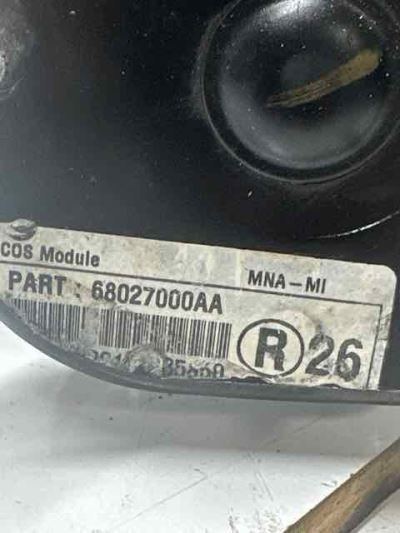 COS Module
MNA-MI
PART : 68027000AA
R 26